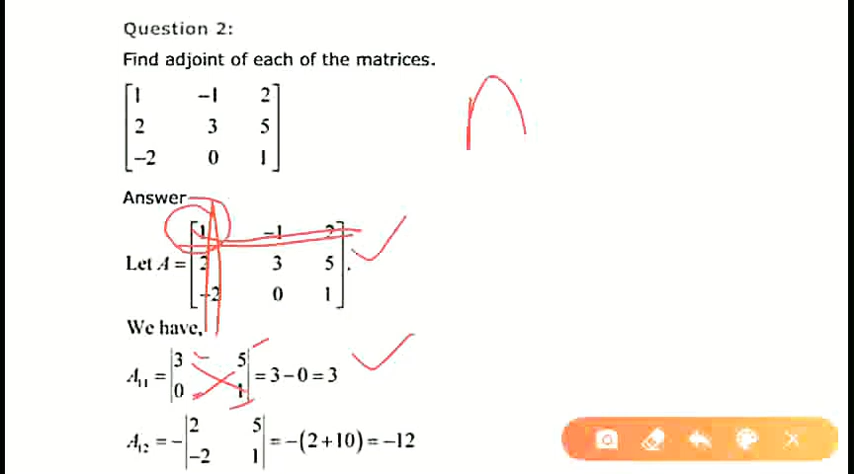 Question 2:
Find adjoint of each of the matrices.
1 -1 2
2 3 5
-2 0 1
Answer
1 -1 2
Let A = 2 3 5 .
-2 0 1
We have,
3 5
A₁₁ = = 3 – 0 = 3
0 1
2 5
A₁₂ = – = –(2+10) = –12
-2 1